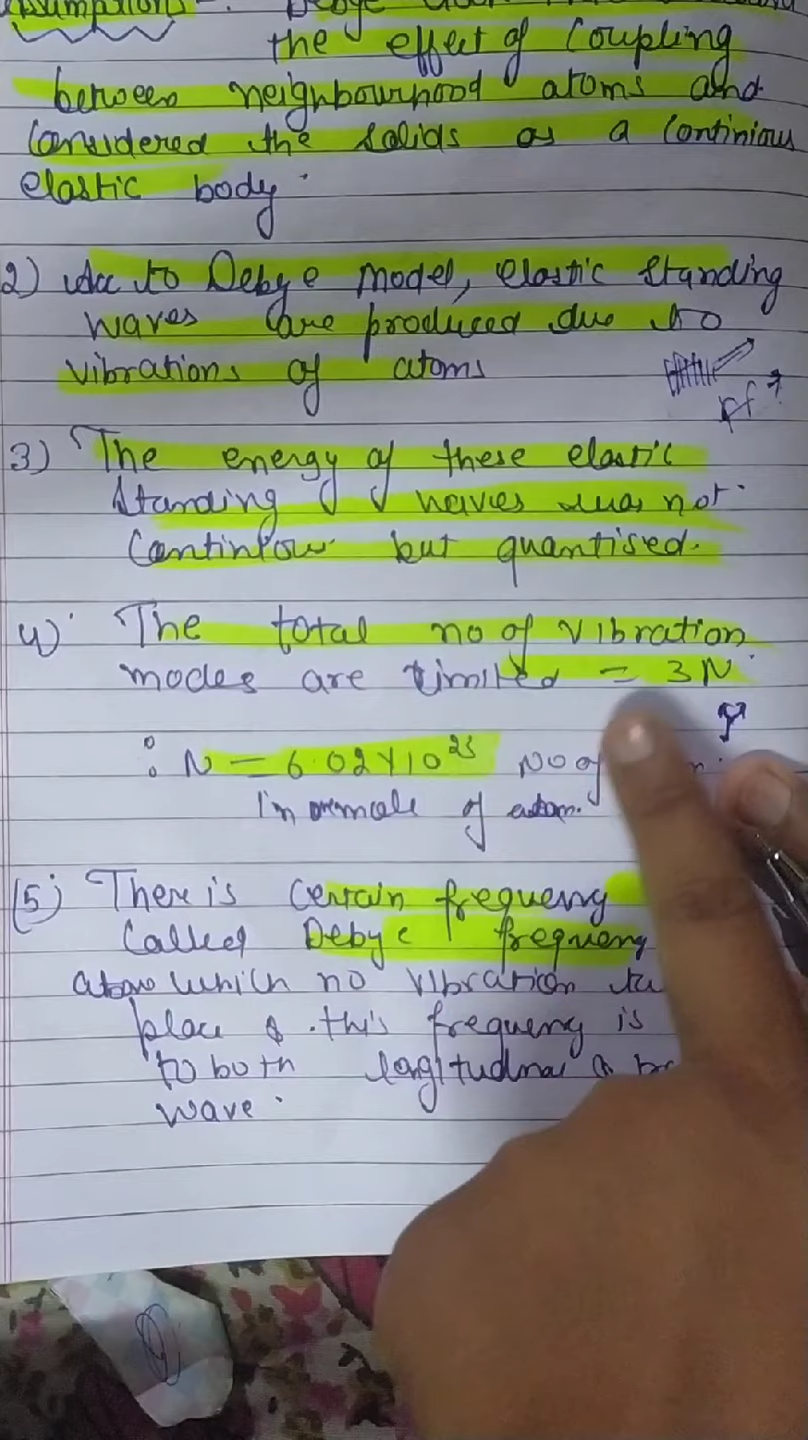 Assumptions :- Debye
the effect of Coupling
between neighbourhood atoms and
Considered the Solids as a Continious
elastic body.
2) Acc to Debye Model, elastic Standing
waves are produced due to
vibrations of atoms
3) The energy of these elastic
Standing waves was not
but quantised.
4) The total no of vibration
modes are limited = 3N
∴ N = 6.02×10²³ No of
In one mole of atom.
(5) There is Certain frequency
Called Debye frequency
above which no vibration
place & this frequency is
to both &
wave.